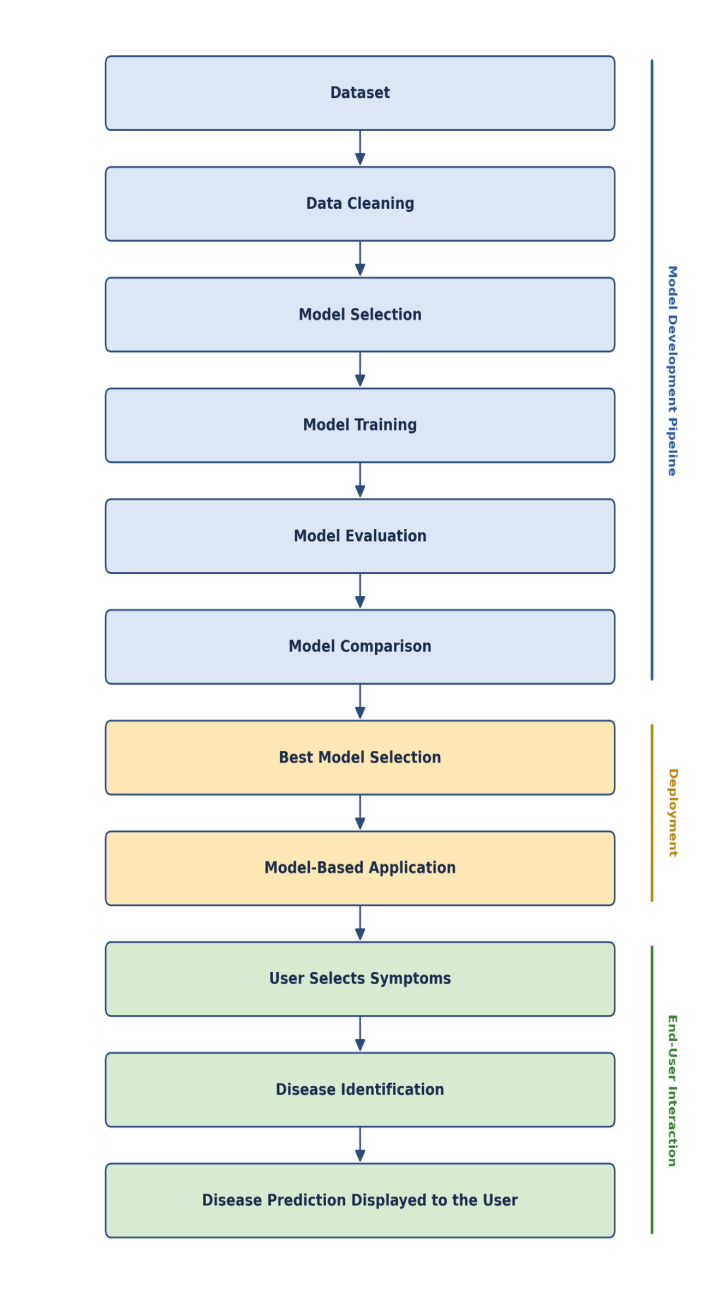 Dataset
Data Cleaning
Model Selection
Model Training
Model Evaluation
Model Comparison
Model Development Pipeline
Best Model Selection
Model-Based Application
Deployment
User Selects Symptoms
Disease Identification
Disease Prediction Displayed to the User
End-User Interaction